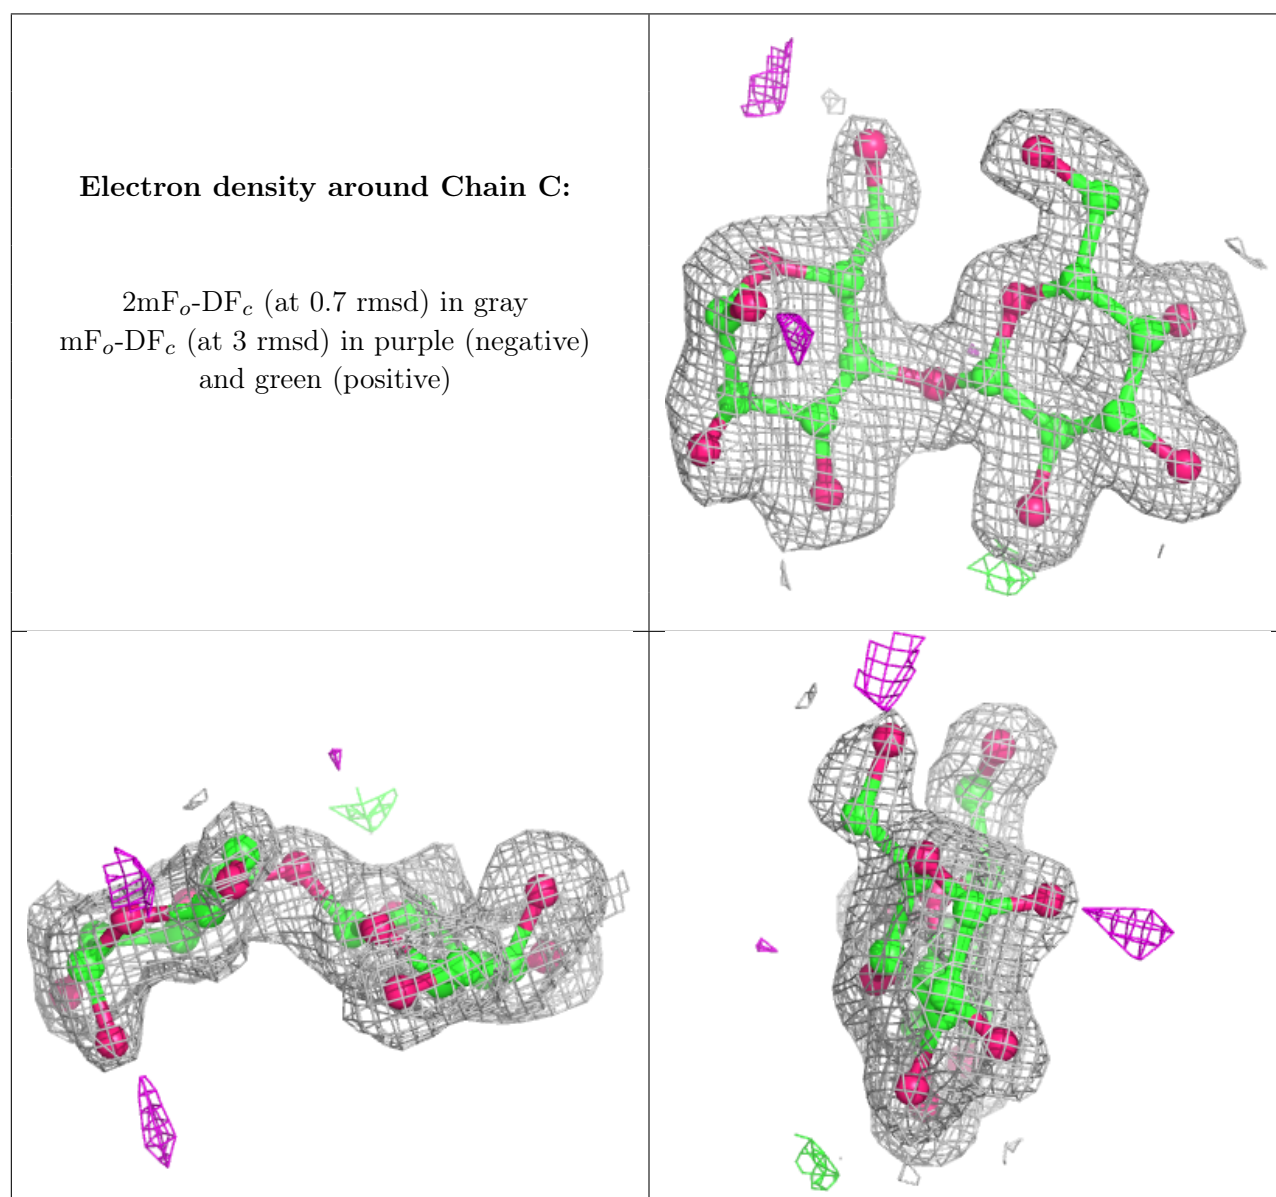 Electron density around Chain C:
2mFo-DFc (at 0.7 rmsd) in gray
mFo-DFc (at 3 rmsd) in purple (negative)
and green (positive)